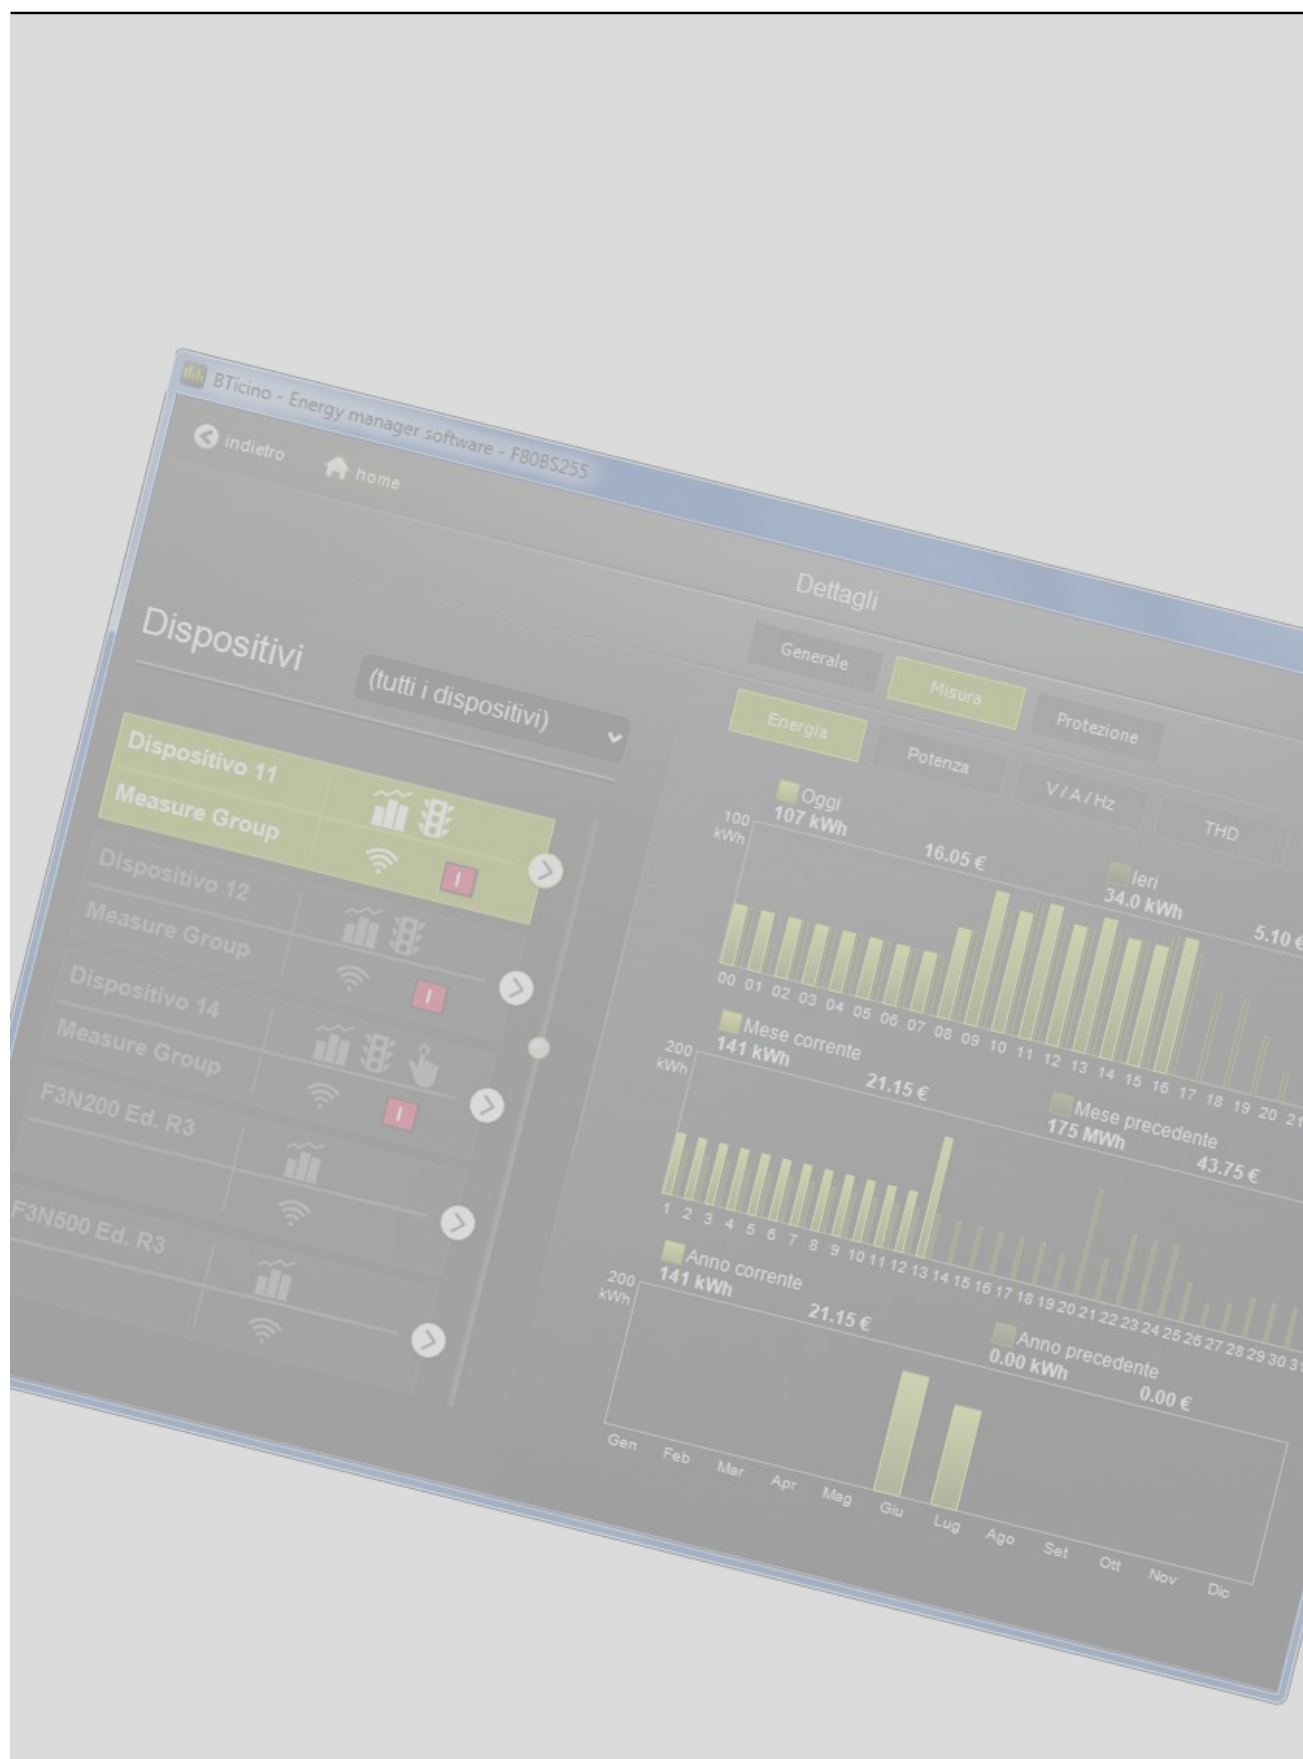 BTicino - Energy manager software - F80BS255
indietro
home
Dettagli
Dispositivi
(tutti i dispositivi)
Generale
Misura
Protezione
Energia
Potenza
V / A / Hz
THD
Dispositivo 11
Measure Group
I
Dispositivo 12
Measure Group
I
Dispositivo 14
Measure Group
I
F3N200 Ed. R3
F3N500 Ed. R3
Oggi
107 kWh
16.05 €
Ieri
34.0 kWh
5.10 €
100
kWh
00 01 02 03 04 05 06 07 08 09 10 11 12 13 14 15 16 17 18 19 20 21
Mese corrente
141 kWh
21.15 €
Mese precedente
175 MWh
43.75 €
200
kWh
1 2 3 4 5 6 7 8 9 10 11 12 13 14 15 16 17 18 19 20 21 22 23 24 25 26 27 28 29 30 31
Anno corrente
141 kWh
21.15 €
Anno precedente
0.00 kWh
0.00 €
200
kWh
Gen Feb Mar Apr Mag Giu Lug Ago Set Ott Nov Dic